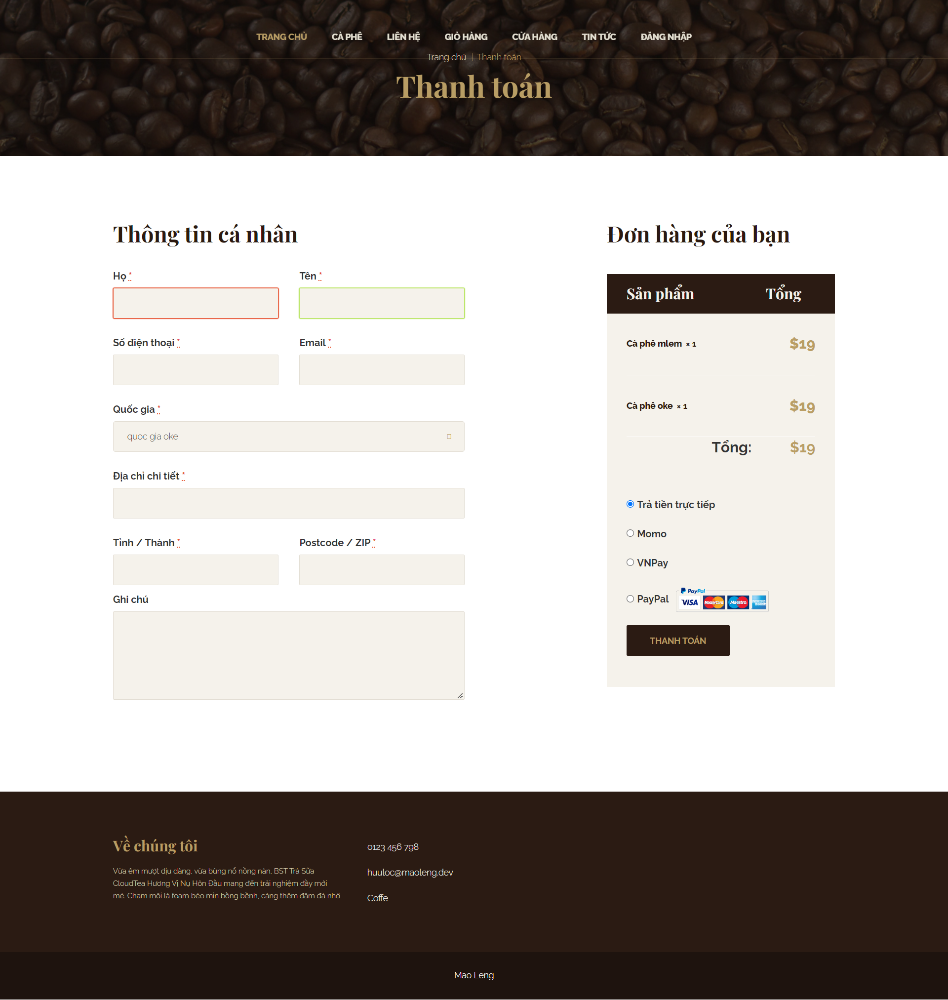 TRANG CHỦ CÀ PHÊ LIÊN HỆ GIỎ HÀNG CỬA HÀNG TIN TỨC ĐĂNG NHẬP
Trang chủ | Thanh toán
Thanh toán
Thông tin cá nhân
Họ *
Tên *
Số điện thoại *
Email *
Quốc gia *
quoc gia oke
Địa chỉ chi tiết *
Tỉnh / Thành *
Postcode / ZIP *
Ghi chú
Đơn hàng của bạn
Sản phẩm Tổng
Cà phê mlem × 1 $19
Cà phê oke × 1 $19
Tổng: $19
Trả tiền trực tiếp
Momo
VNPay
PayPal
PayPal
VISA MasterCard Maestro
THANH TOÁN
Về chúng tôi
Vừa êm mượt dịu dàng, vừa bùng nổ nồng nàn, BST Trà Sữa
CloudTea Hương Vị Nụ Hôn Đầu mang đến trải nghiệm đầy mới
mẻ. Chạm môi là foam béo mịn bồng bềnh, càng thêm đậm đà nhờ
0123 456 798
huuloc@maoleng.dev
Coffe
Mao Leng